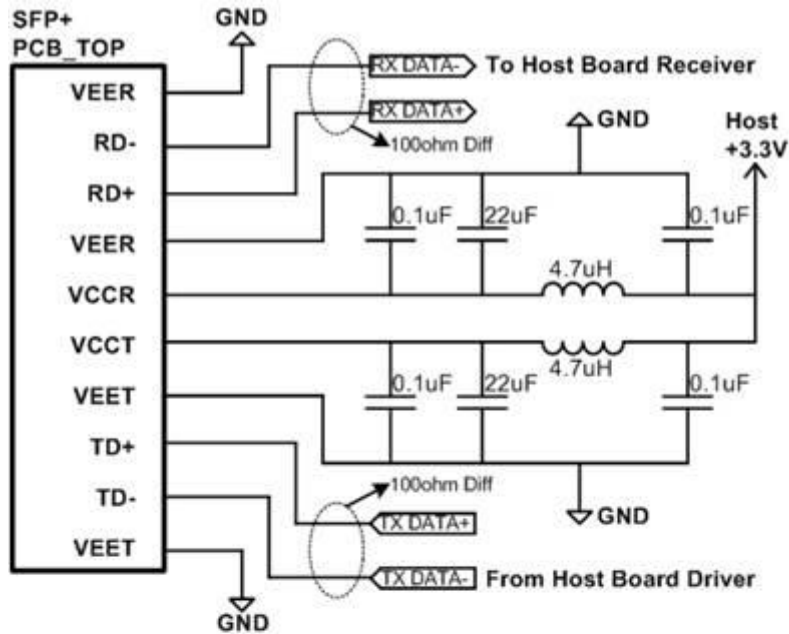 SFP+
PCB_TOP
GND
VEER
RD-
RD+
VEER
VCCR
VCCT
VEET
TD+
TD-
VEET
GND
RX DATA-
To Host Board Receiver
RX DATA+
100ohm Diff
GND
Host
+3.3V
0.1uF
22uF
0.1uF
4.7uH
4.7uH
0.1uF
22uF
0.1uF
100ohm Diff
GND
TX DATA+
TX DATA-
From Host Board Driver